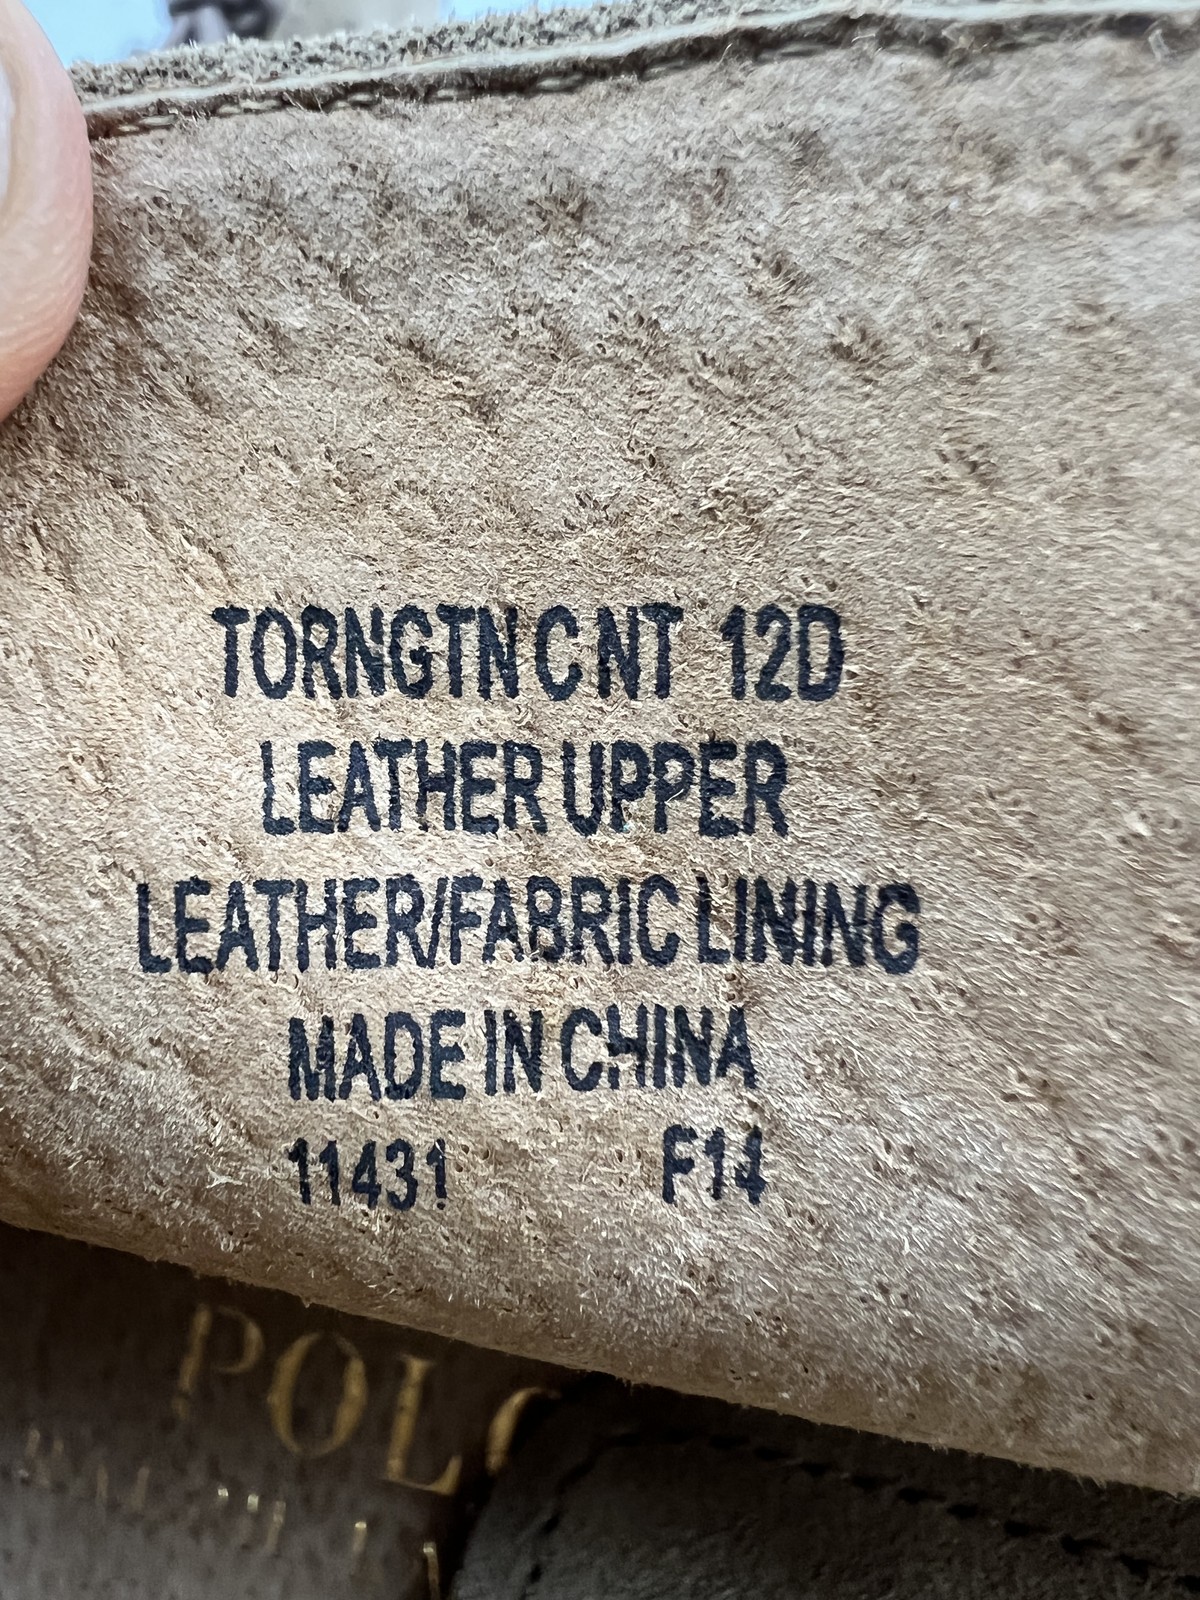 TORNGTN C NT 12D
LEATHER UPPER
LEATHER/FABRIC LINING
MADE IN CHINA
11431 F14
POLO